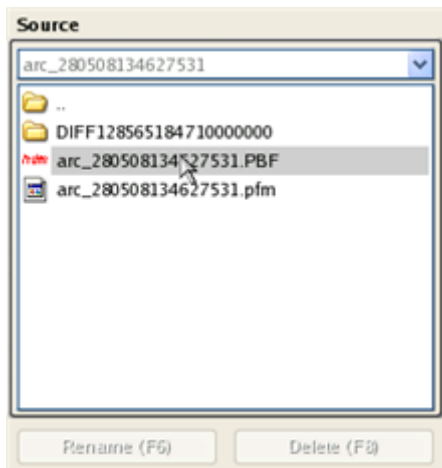 Source
arc_280508134627531
..
DIFF128565184710000000
arc_280508134627531.PBF
arc_280508134627531.pfm
Rename (F6) Delete (F8)